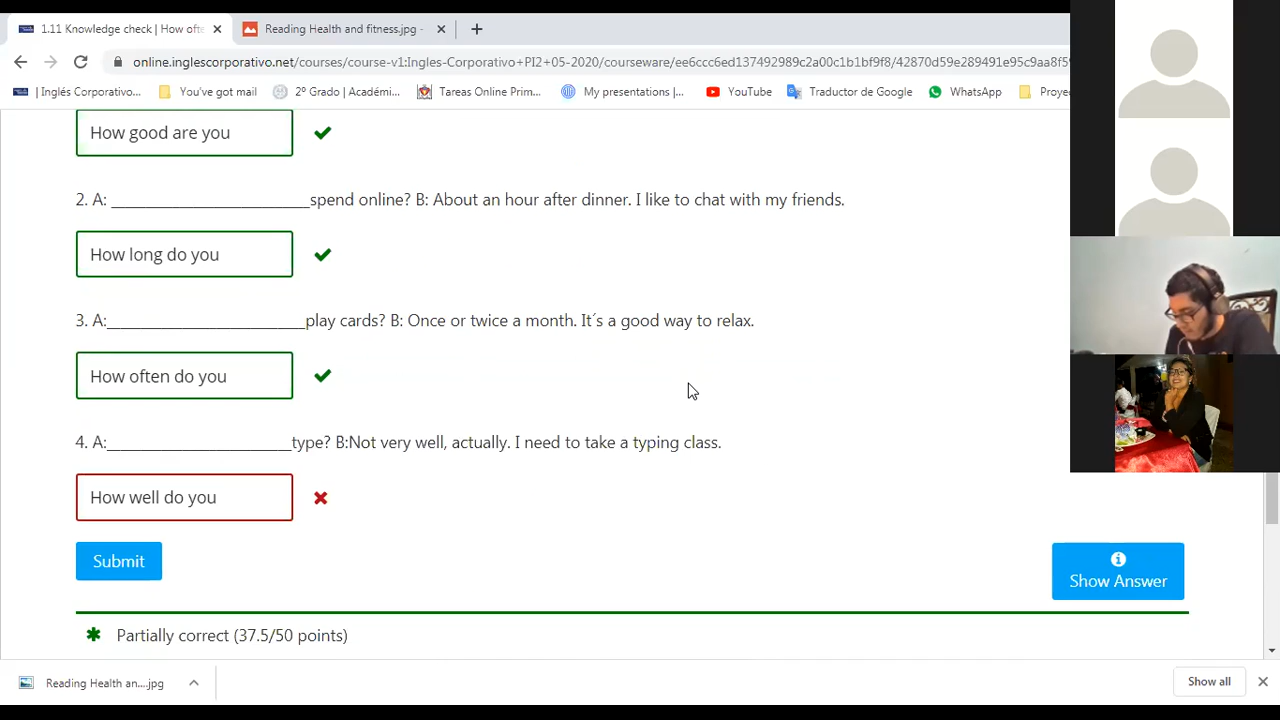 1.11 Knowledge check | How ofte
Reading Health and fitness.jpg -
online.inglescorporativo.net/courses/course-v1:Ingles-Corporativo+PI2+05-2020/courseware/ee6ccc6ed137492989c2a00c1b1bf9f8/42870d59e289491e95c9aa8f59
| Inglés Corporativo...
You've got mail
2º Grado | Académi...
Tareas Online Prim...
My presentations |...
YouTube
Traductor de Google
WhatsApp
Proye
How good are you
2. A: ______________________spend online? B: About an hour after dinner. I like to chat with my friends.
How long do you
3. A:______________________play cards? B: Once or twice a month. It´s a good way to relax.
How often do you
4. A:_____________________type? B:Not very well, actually. I need to take a typing class.
How well do you
Submit
Show Answer
Partially correct (37.5/50 points)
Reading Health an....jpg
Show all